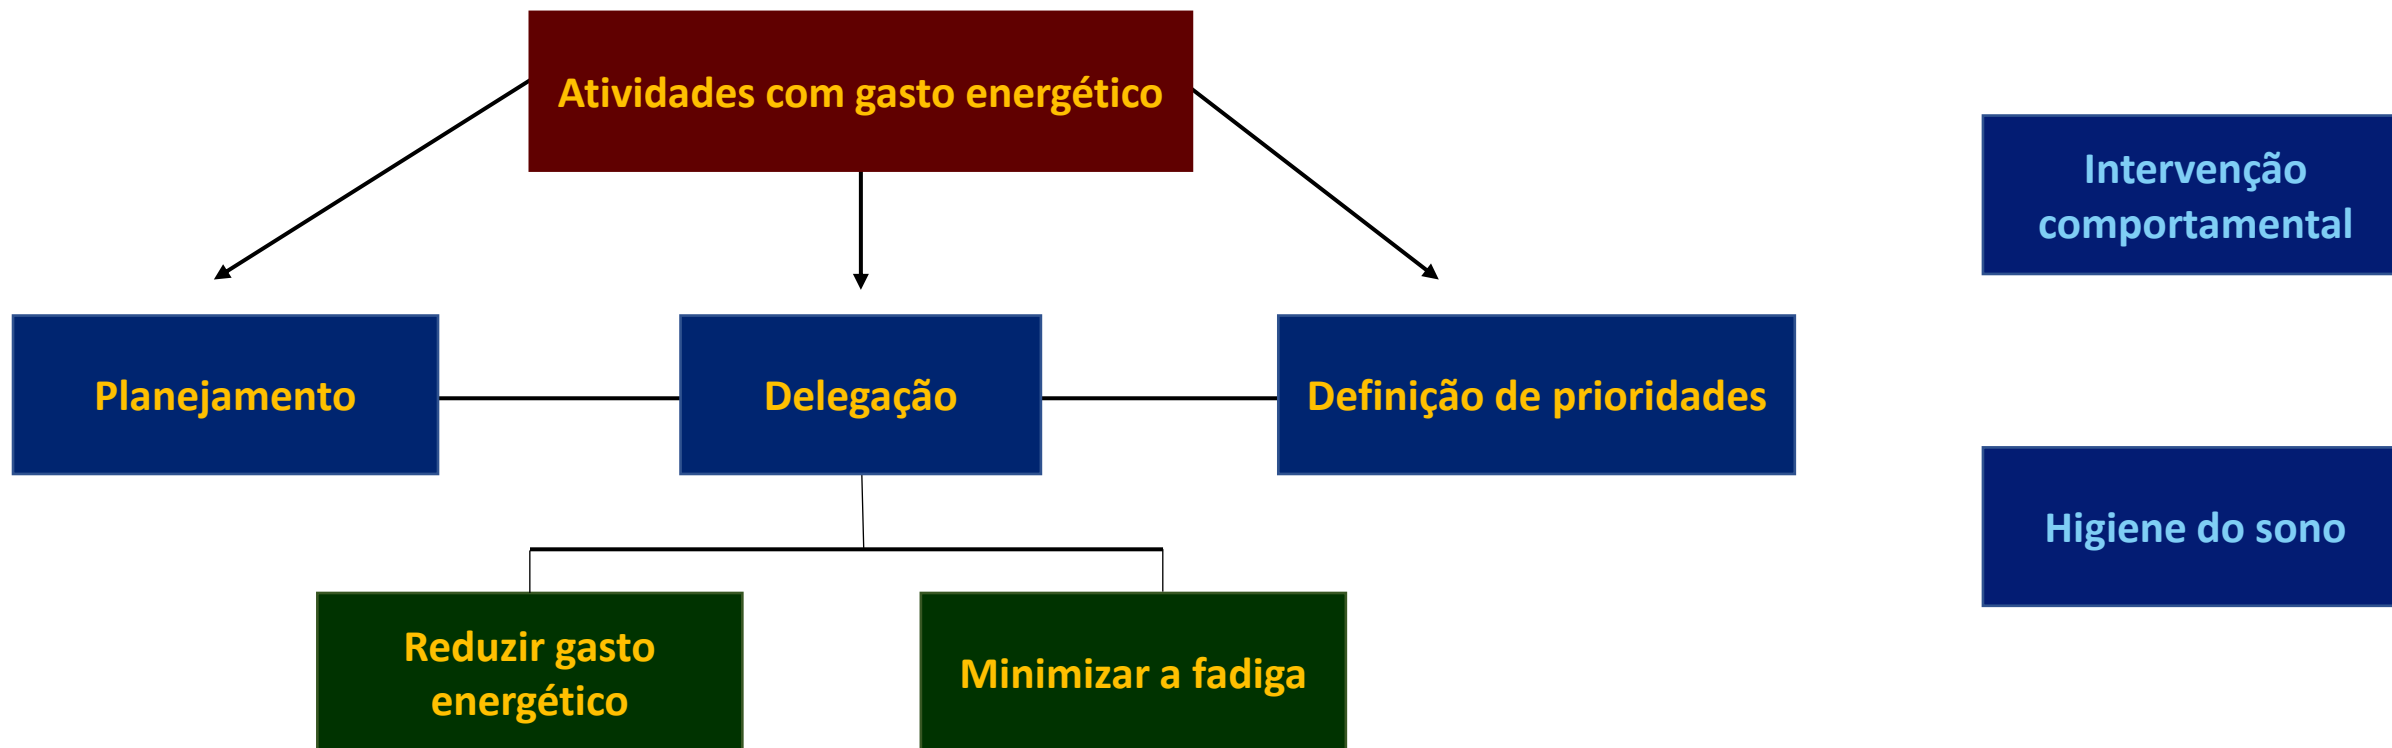 Atividades com gasto energético
Intervenção
comportamental
Planejamento
Delegação
Definição de prioridades
Higiene do sono
Reduzir gasto
energético
Minimizar a fadiga